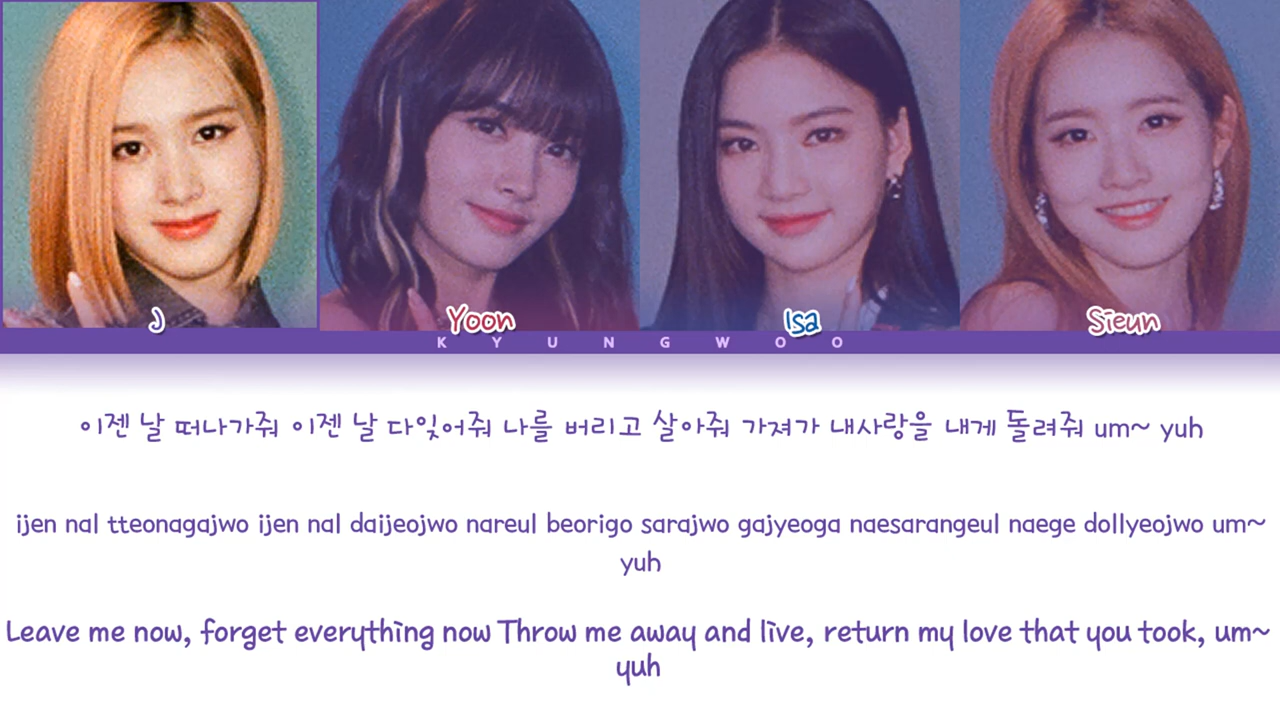 J Yoon Isa Sieun
KYUNGWOO
이젠 날 떠나가줘 이젠 날 다잊어줘 나를 버리고 살아줘 가져가 내사랑을 내게 돌려줘 um~ yuh
ijen nal tteonagajwo ijen nal daijeojwo nareul beorigo sarajwo gajyeoga naesarangeul naege dollyeojwo um~
yuh
Leave me now, forget everything now Throw me away and live, return my love that you took, um~
yuh